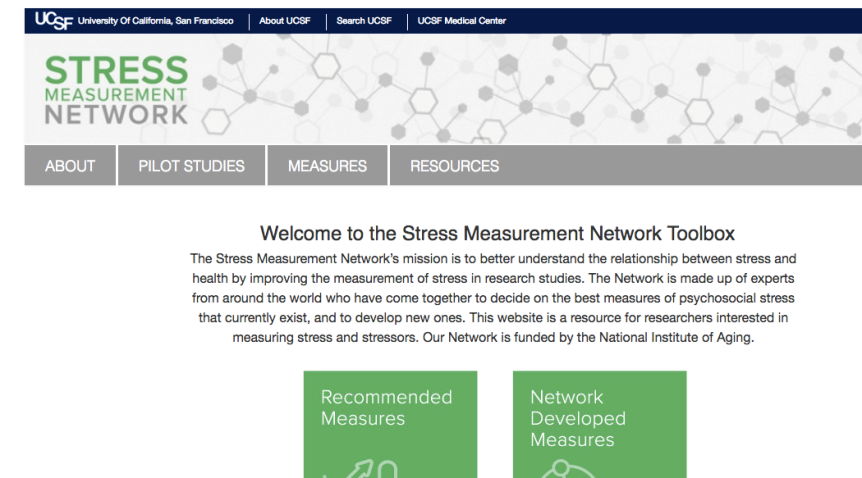 UCSF University Of California, San Francisco About UCSF Search UCSF UCSF Medical Center
STRESS
MEASUREMENT
NETWORK
ABOUT PILOT STUDIES MEASURES RESOURCES
Welcome to the Stress Measurement Network Toolbox
The Stress Measurement Network's mission is to better understand the relationship between stress and
health by improving the measurement of stress in research studies. The Network is made up of experts
from around the world who have come together to decide on the best measures of psychosocial stress
that currently exist, and to develop new ones. This website is a resource for researchers interested in
measuring stress and stressors. Our Network is funded by the National Institute of Aging.
Recommended
Measures
Network
Developed
Measures